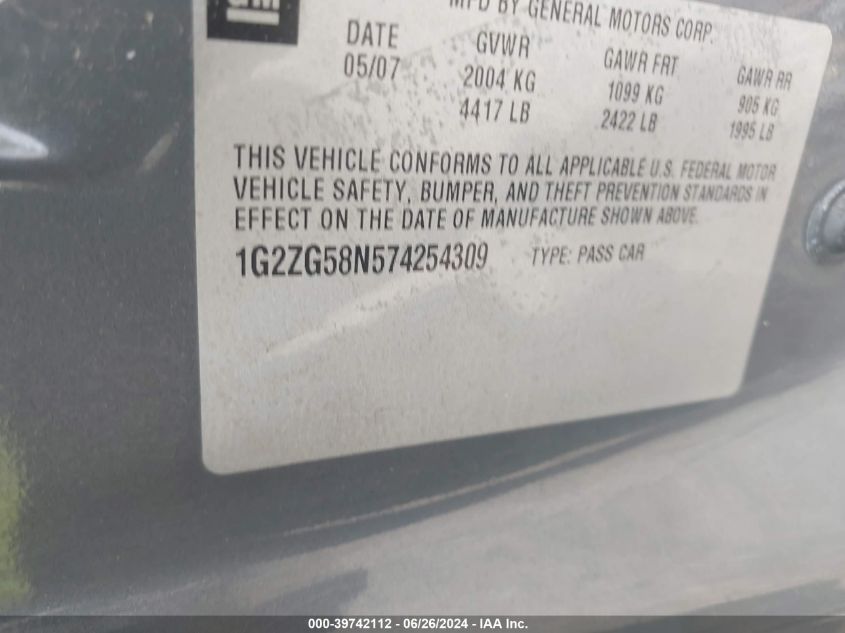 GM
MFD BY GENERAL MOTORS CORP.
DATE GVWR GAWR FRT GAWR RR
05/07 2004 KG 1099 KG 905 KG
4417 LB 2422 LB 1995 LB
THIS VEHICLE CONFORMS TO ALL APPLICABLE U.S. FEDERAL MOTOR
VEHICLE SAFETY, BUMPER, AND THEFT PREVENTION STANDARDS IN
EFFECT ON THE DATE OF MANUFACTURE SHOWN ABOVE.
1G2ZG58N574254309 TYPE: PASS CAR
000-39742112 - 06/26/2024 - IAA Inc.